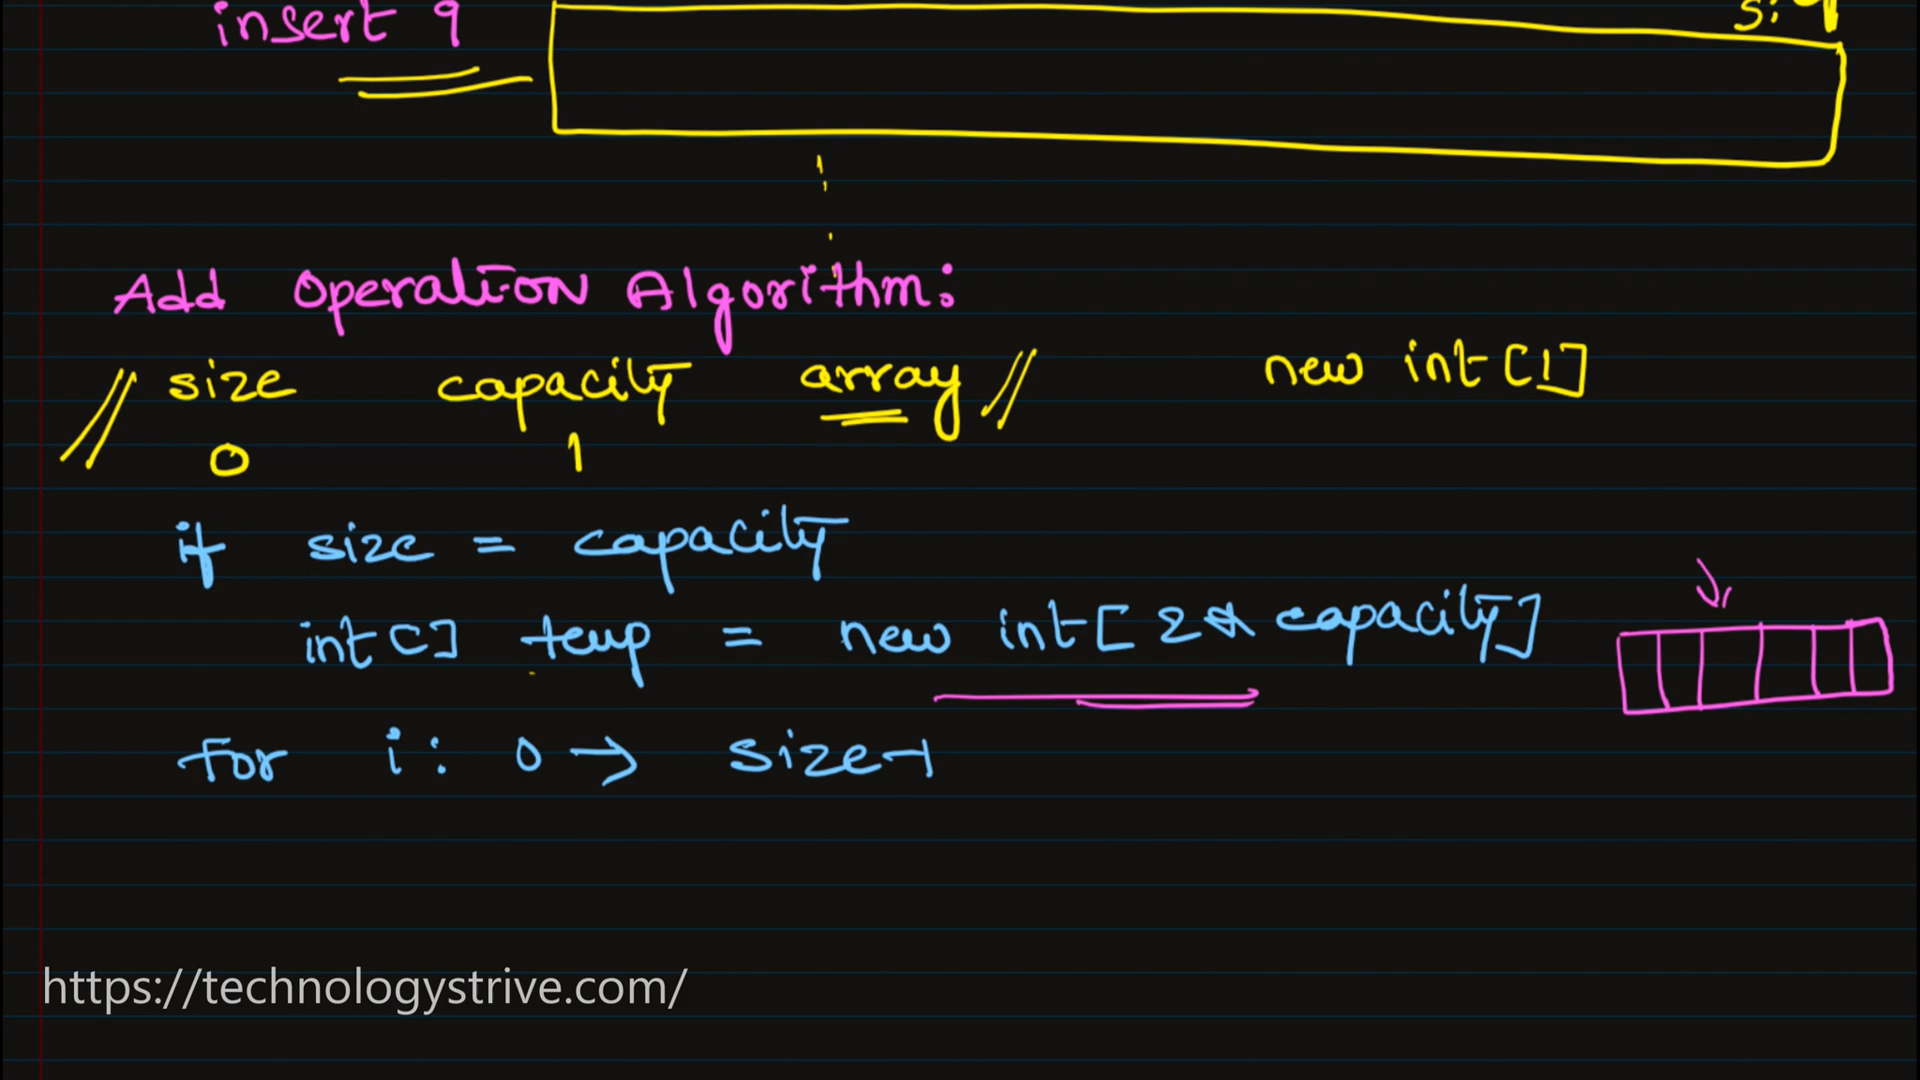 insert 9
Add Operation Algorithm:
// size capacity array // new int[1]
0 1
if size = capacity
int[] temp = new int[2* capacity]
for i: 0 → size-1
https://technologystrive.com/